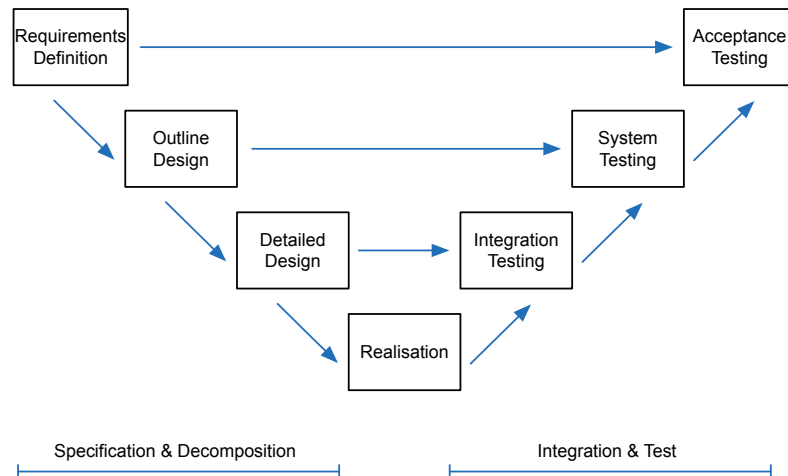 Requirements
Definition
Acceptance
Testing
Outline
Design
System
Testing
Detailed
Design
Integration
Testing
Realisation
Specification & Decomposition
Integration & Test